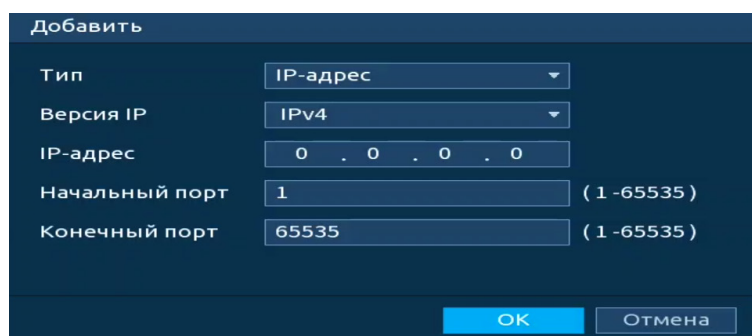 Добавить
Тип IP-адрес
Версия IP IPv4
IP-адрес 0 . 0 . 0 . 0
Начальный порт 1 (1-65535)
Конечный порт 65535 (1-65535)
OK Отмена